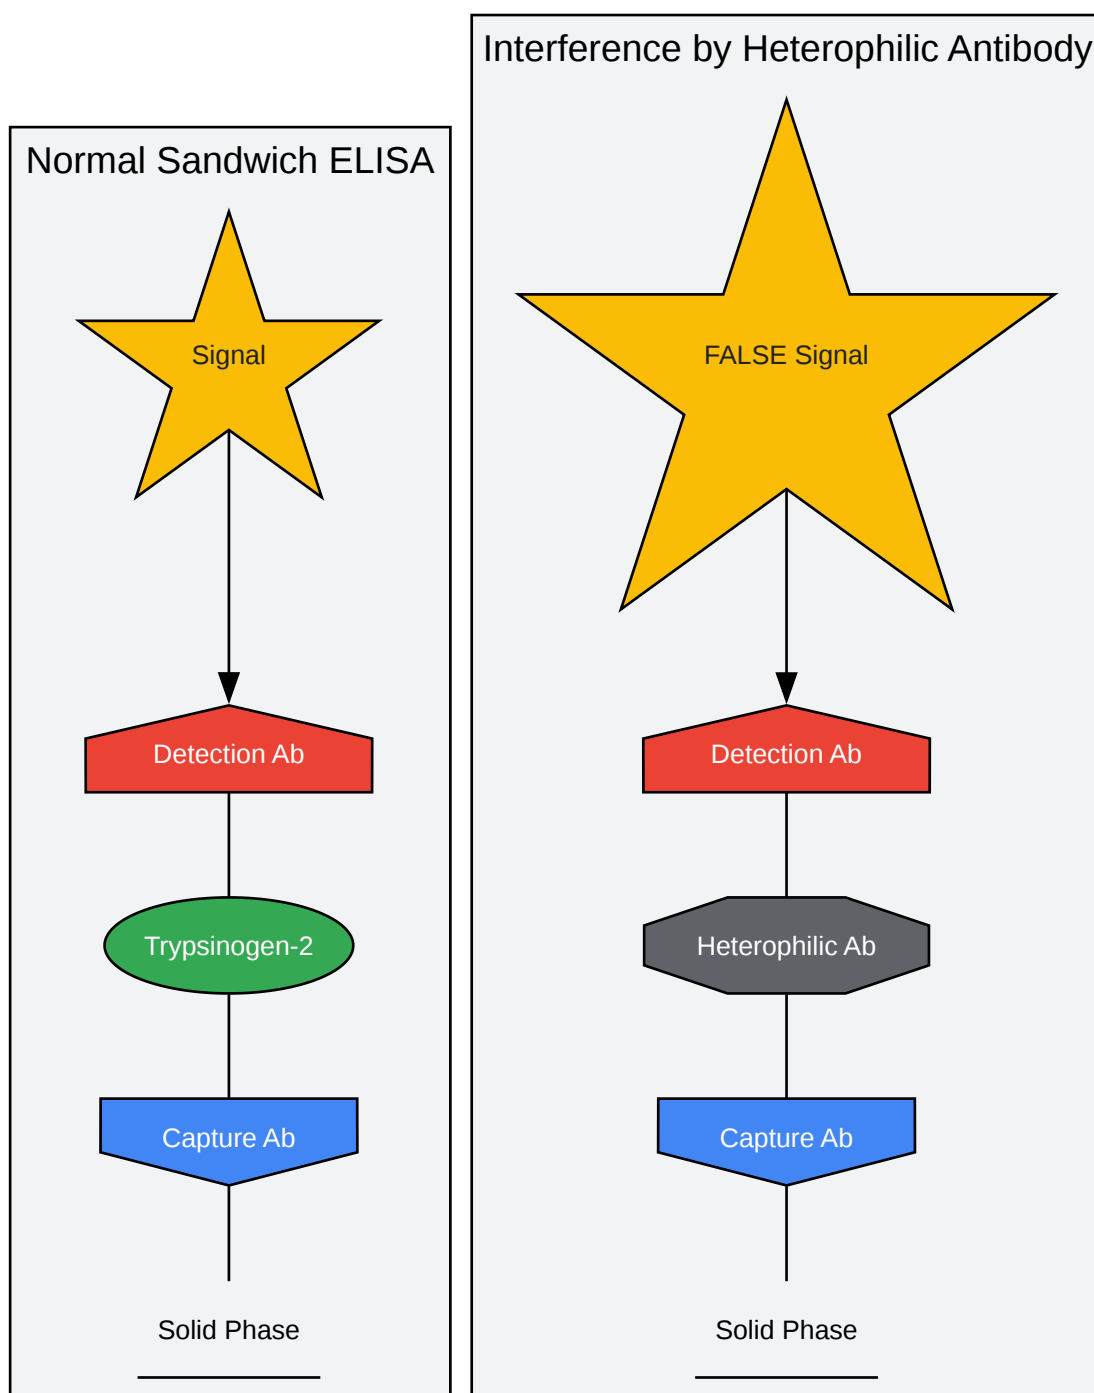 Normal Sandwich ELISA
Signal
Detection Ab
Trypsinogen-2
Capture Ab
Solid Phase
Interference by Heterophilic Antibody
FALSE Signal
Detection Ab
Heterophilic Ab
Capture Ab
Solid Phase